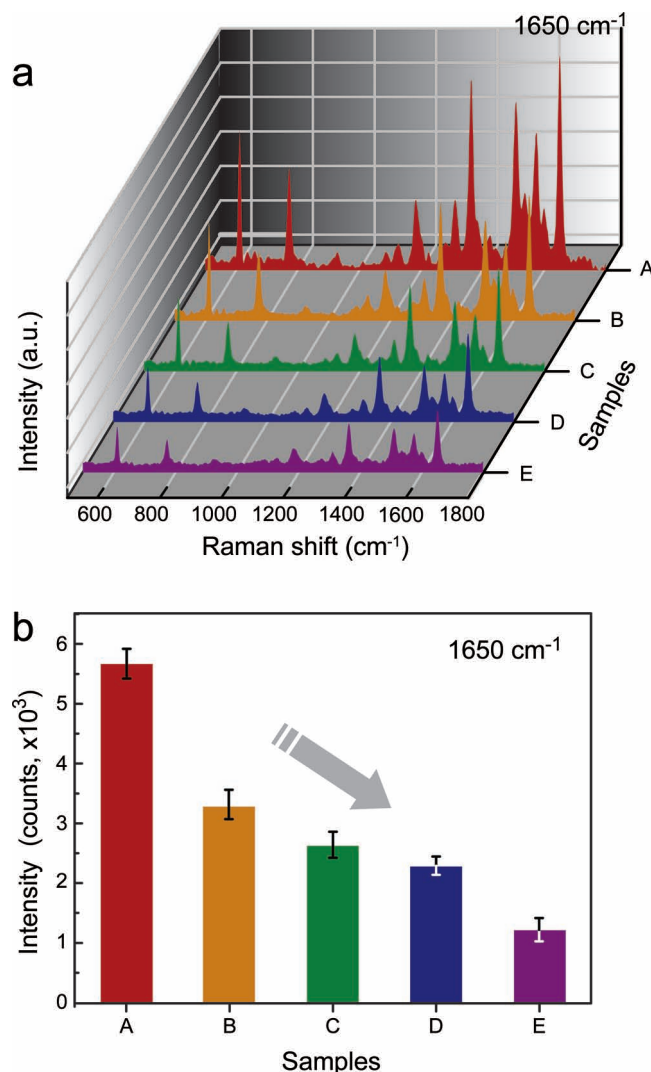 1650 cm⁻¹
a
Intensity (a.u.)
A
B
C
D
E
Samples
600 800 1000 1200 1400 1600 1800
Raman shift (cm⁻¹)
b
1650 cm⁻¹
Intensity (counts, x10³)
6
5
4
3
2
1
0
A B C D E
Samples